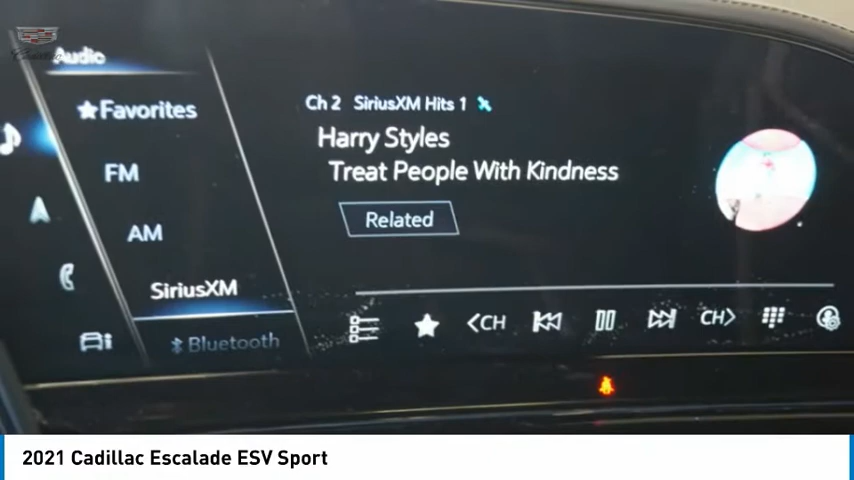 Audio
Favorites
FM
AM
SiriusXM
Bluetooth
Ch 2 SiriusXM Hits 1
Harry Styles
Treat People With Kindness
Related
<CH
CH>
2021 Cadillac Escalade ESV Sport